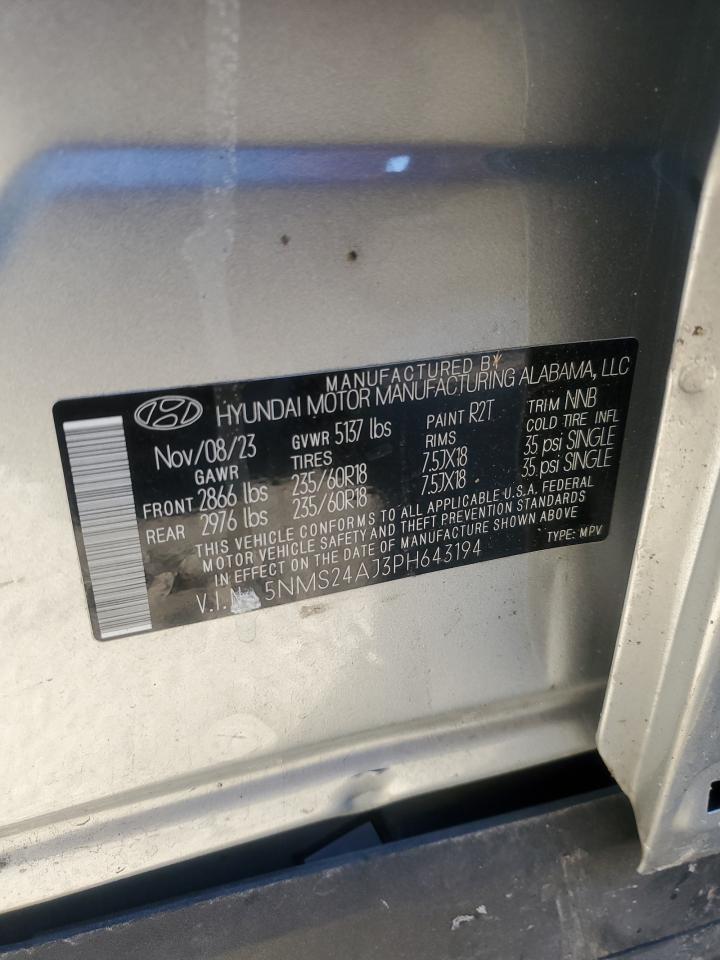 MANUFACTURED BY
HYUNDAI MOTOR MANUFACTURING ALABAMA, LLC
Nov/08/23 GVWR 5137 lbs PAINT R2T TRIM NNB
GAWR TIRES RIMS COLD TIRE INFL
FRONT 2866 lbs 235/60R18 7.5JX18 35 psi SINGLE
REAR 2976 lbs 235/60R18 7.5JX18 35 psi SINGLE
THIS VEHICLE CONFORMS TO ALL APPLICABLE U.S.A. FEDERAL
MOTOR VEHICLE SAFETY AND THEFT PREVENTION STANDARDS
IN EFFECT ON THE DATE OF MANUFACTURE SHOWN ABOVE
V.I.N. 5NMS24AJ3PH643194 TYPE: MPV